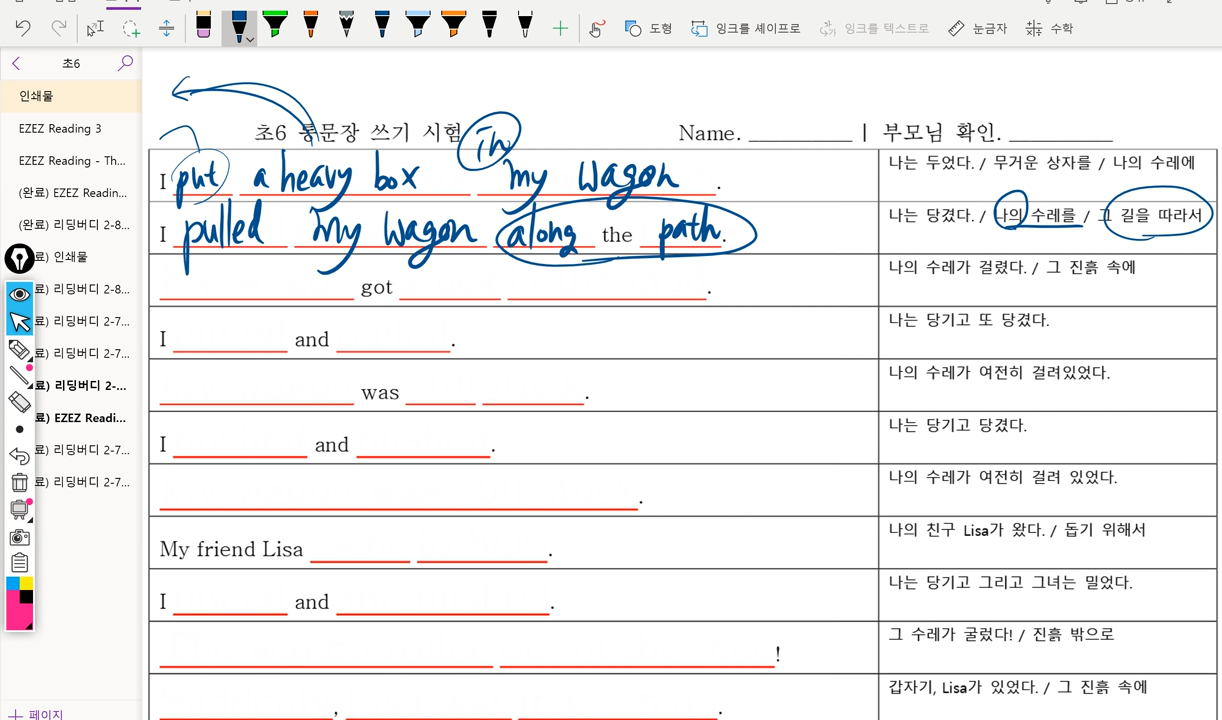 도형
잉크를 셰이프로
잉크를 텍스트로
눈금자
수학
초6
인쇄물
EZEZ Reading 3
EZEZ Reading - Th...
(완료) EZEZ Readin...
(완료) 리딩버디 2-8...
료) 인쇄물
료) 리딩버디 2-8...
료) 리딩버디 2-7...
료) 리딩버디 2-7...
료) 리딩버디 2-...
료) EZEZ Readi...
료) 리딩버디 2-7...
료) 리딩버디 2-7...
페이지
초6 통문장 쓰기 시험 Name. __________ | 부모님 확인. __________
I put a heavy box in my wagon. 나는 두었다. / 무거운 상자를 / 나의 수레에
I pulled my wagon along the path. 나는 당겼다. / 나의 수레를 / 그 길을 따라서
got . 나의 수레가 걸렸다. / 그 진흙 속에
I and . 나는 당기고 또 당겼다.
was . 나의 수레가 여전히 걸려있었다.
I and . 나는 당기고 당겼다.
. 나의 수레가 여전히 걸려 있었다.
My friend Lisa . 나의 친구 Lisa가 왔다. / 돕기 위해서
I and . 나는 당기고 그리고 그녀는 밀었다.
! 그 수레가 굴렀다! / 진흙 밖으로
, . 갑자기, Lisa가 있었다. / 그 진흙 속에